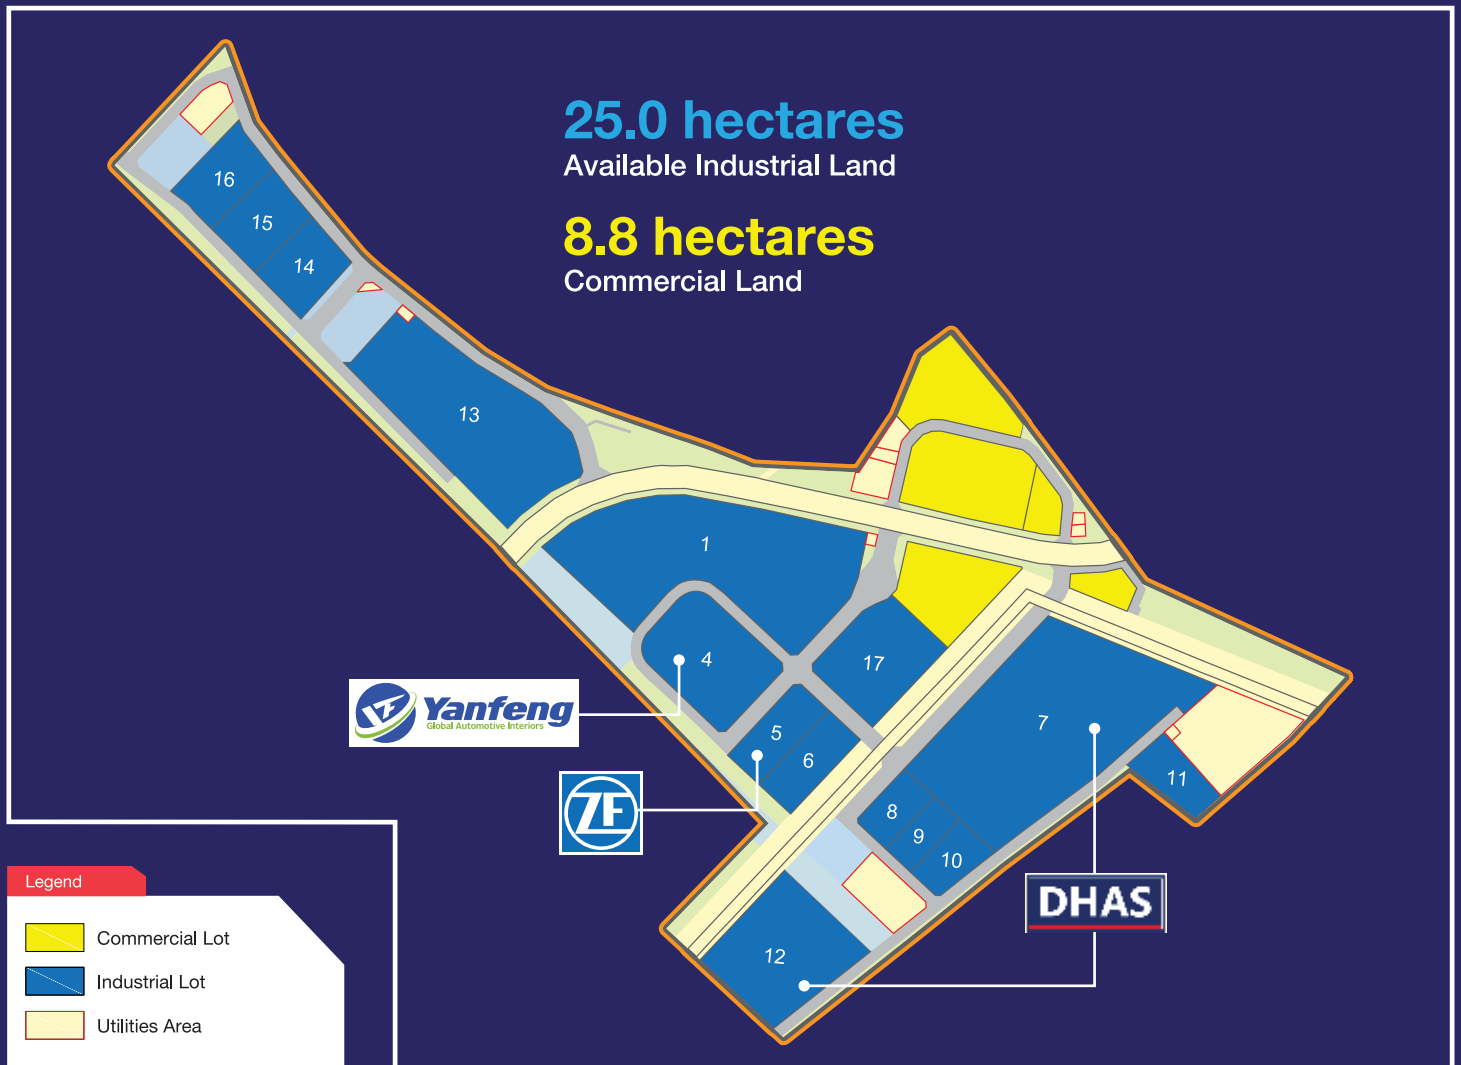 25.0 hectares
Available Industrial Land
8.8 hectares
Commercial Land
16
15
14
13
1
4
17
5
6
7
11
8
9
10
12
Yanfeng
Global Automotive Interiors
ZF
DHAS
Legend
Commercial Lot
Industrial Lot
Utilities Area